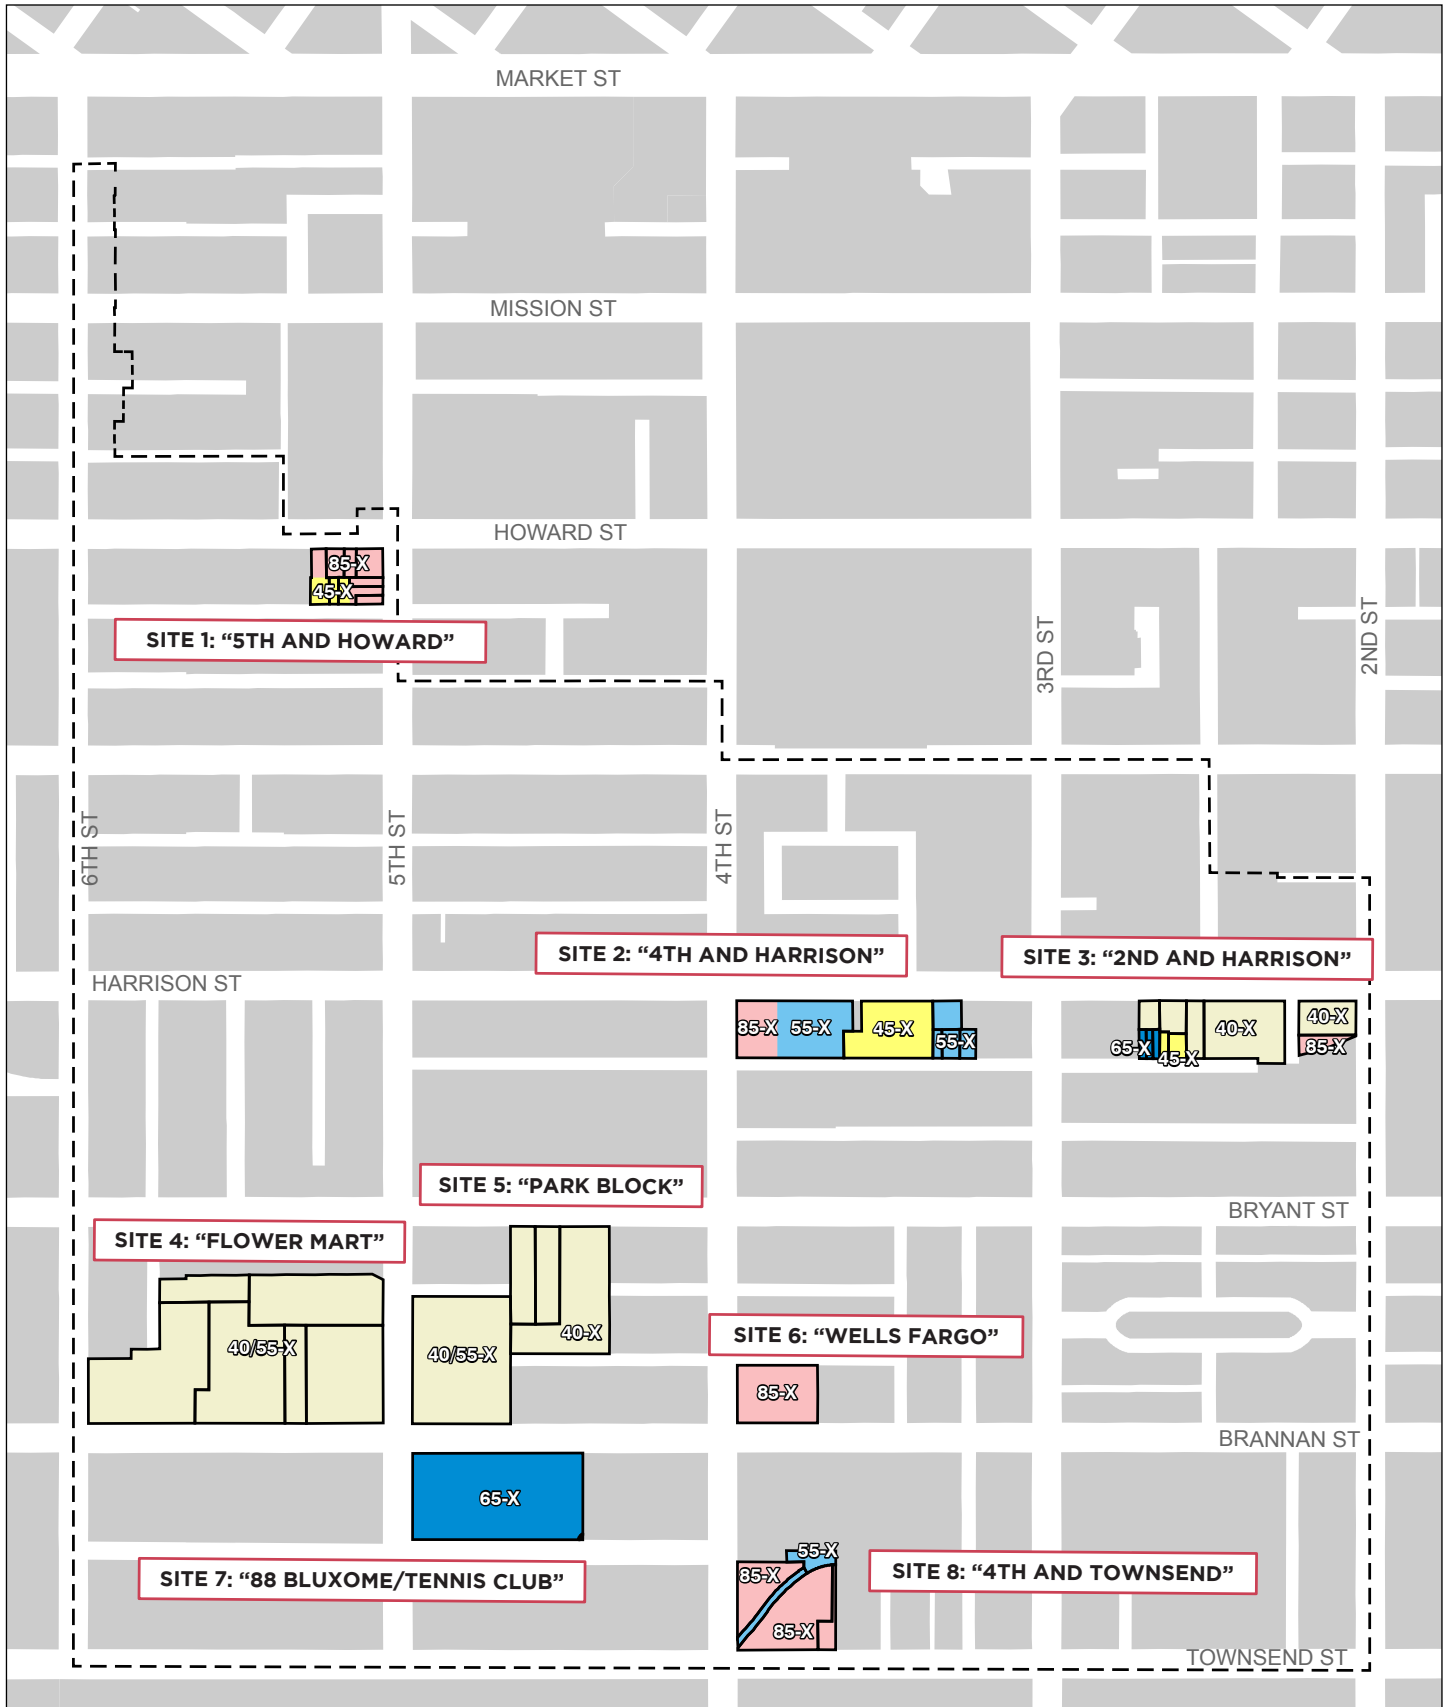 MARKET ST
MISSION ST
HOWARD ST
85-X
45-X
SITE 1: “5TH AND HOWARD”
3RD ST
2ND ST
6TH ST
5TH ST
4TH ST
SITE 2: “4TH AND HARRISON”
SITE 3: “2ND AND HARRISON”
HARRISON ST
85-X
55-X
45-X
55-X
40-X
40-X
65-X
45-X
85-X
SITE 5: “PARK BLOCK”
BRYANT ST
SITE 4: “FLOWER MART”
SITE 6: “WELLS FARGO”
40/55-X
40/55-X
40-X
85-X
BRANNAN ST
65-X
55-X
85-X
SITE 7: “88 BLUXOME/TENNIS CLUB”
SITE 8: “4TH AND TOWNSEND”
85-X
TOWNSEND ST